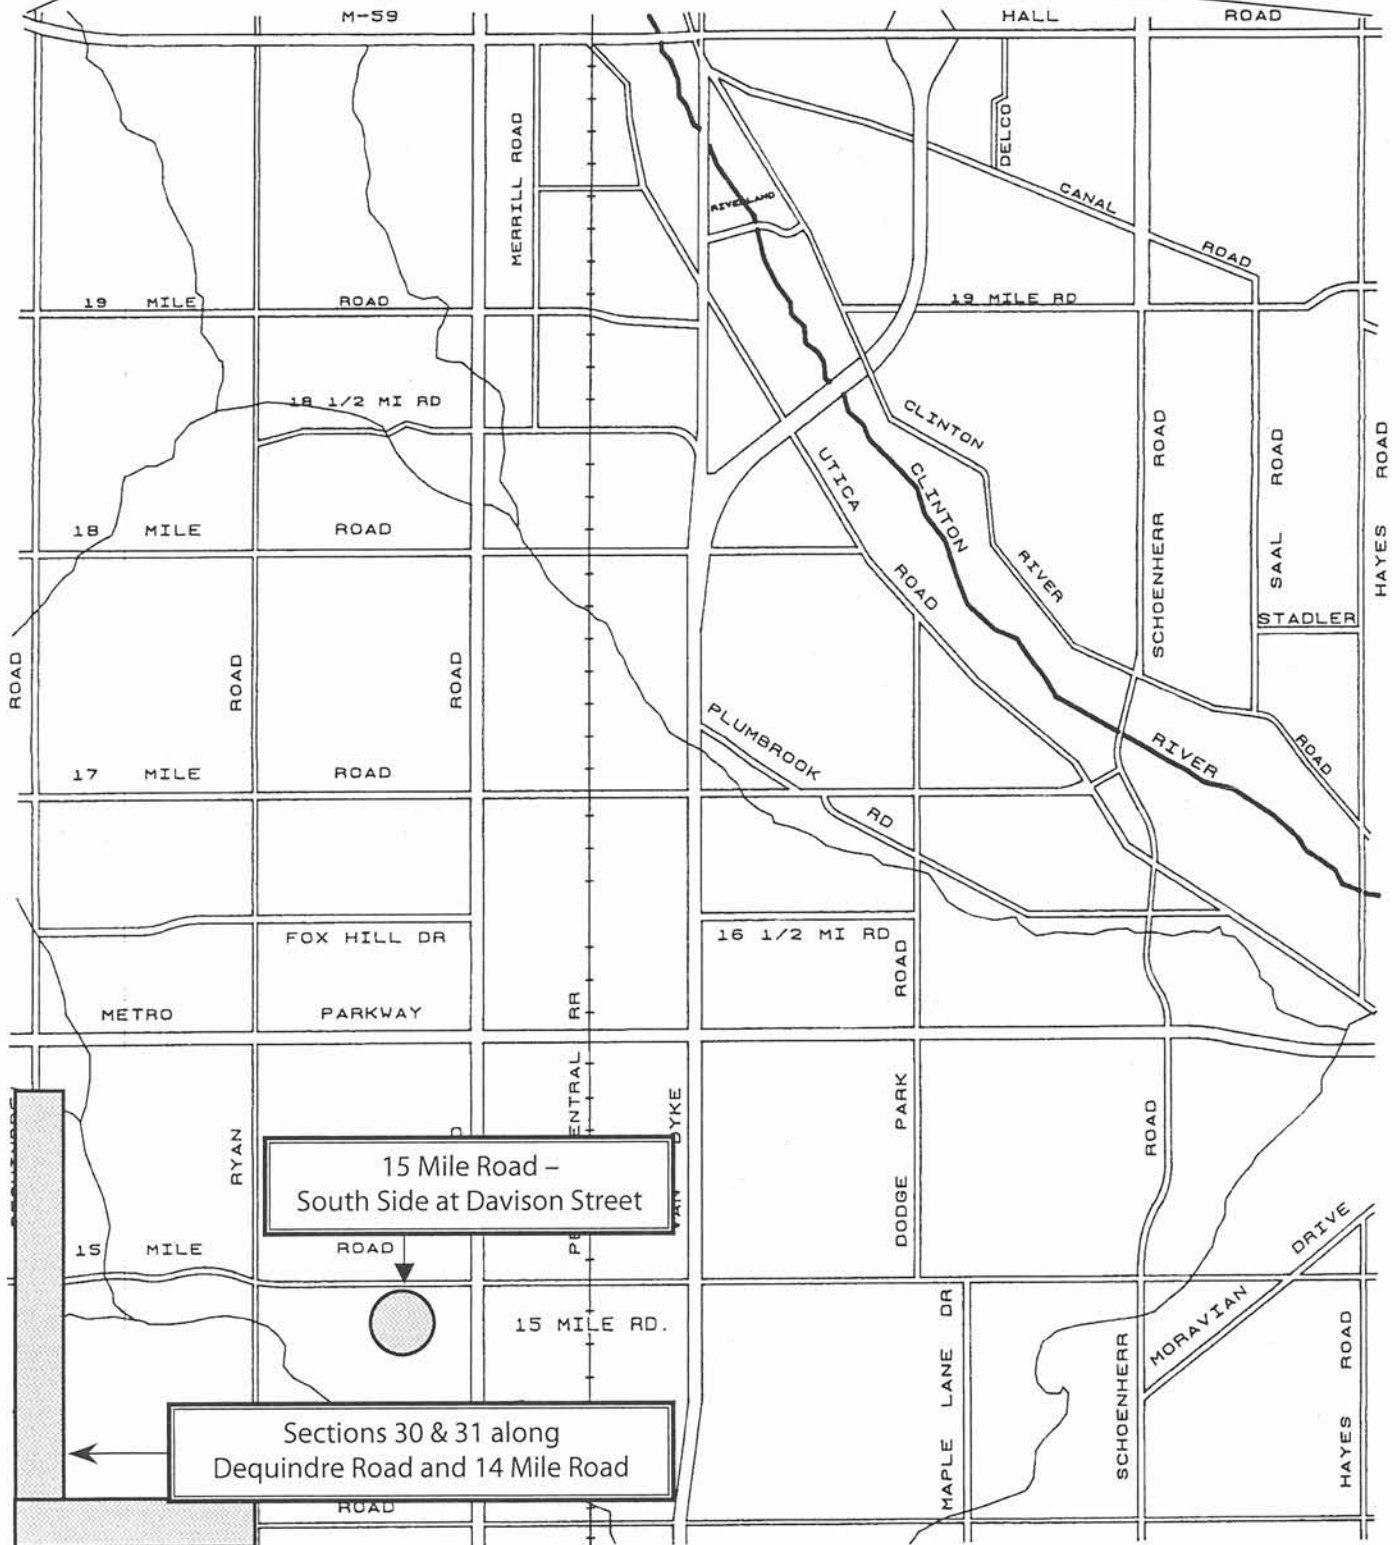 M-59
HALL ROAD
DELCO
MERRILL ROAD
CANAL
ROAD
RIVERLAND
19 MILE ROAD
19 MILE RD
18 1/2 MI RD
CLINTON
UTICA
CLINTON
ROAD
SCHOENHERR
ROAD
SAAL
ROAD
HAYES
18 MILE ROAD
RIVER
ROAD
STADLER
ROAD
ROAD
ROAD
PLUMBROOK
RIVER
ROAD
17 MILE ROAD
RD
FOX HILL DR
16 1/2 MI RD
ROAD
METRO PARKWAY
RR
PARK
DODGE
ROAD
RYAN
15 Mile Road –
South Side at Davison Street
15 MILE ROAD
DRIVE
MORAVIAN
15 MILE RD.
MAPLE LANE DR
SCHOENHERR
HAYES ROAD
Sections 30 & 31 along
Dequindre Road and 14 Mile Road
ROAD